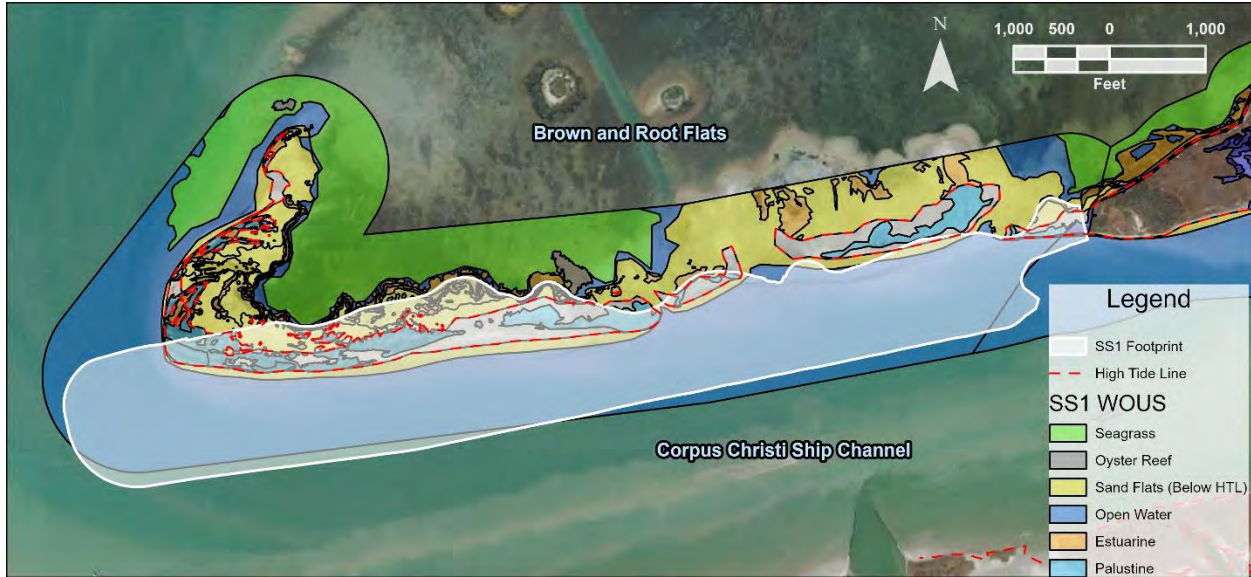 N
1,000 500 0 1,000
Feet
Brown and Root Flats
Corpus Christi Ship Channel
Legend
SS1 Footprint
High Tide Line
SS1 WOUS
Seagrass
Oyster Reef
Sand Flats (Below HTL)
Open Water
Estuarine
Palustine